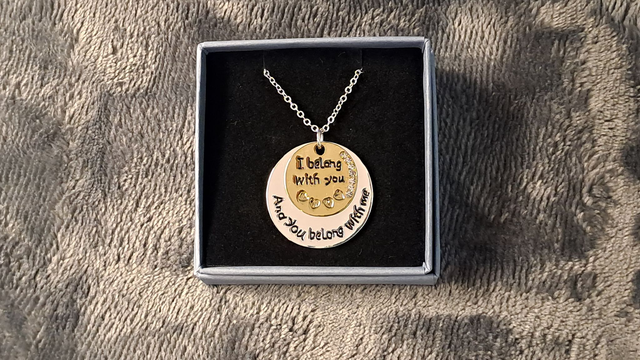 I belong
with you
And You belong with me